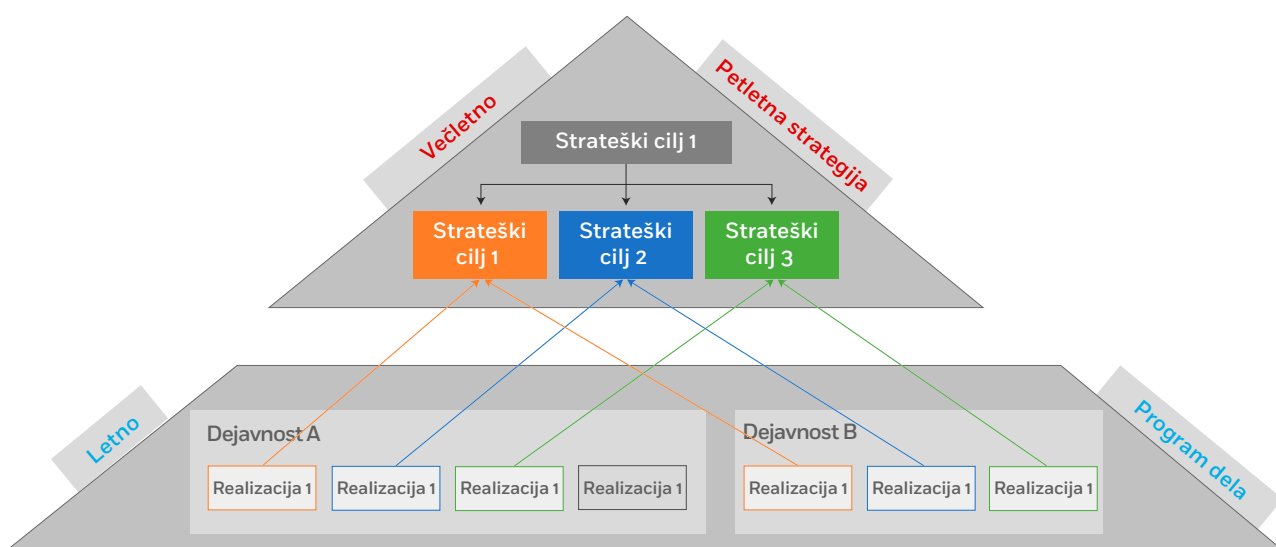 Večletno
Petletna strategija
Strateški cilj 1
Strateški
cilj 1
Strateški
cilj 2
Strateški
cilj 3
Letno
Program dela
Dejavnost A
Realizacija 1
Realizacija 1
Realizacija 1
Realizacija 1
Dejavnost B
Realizacija 1
Realizacija 1
Realizacija 1